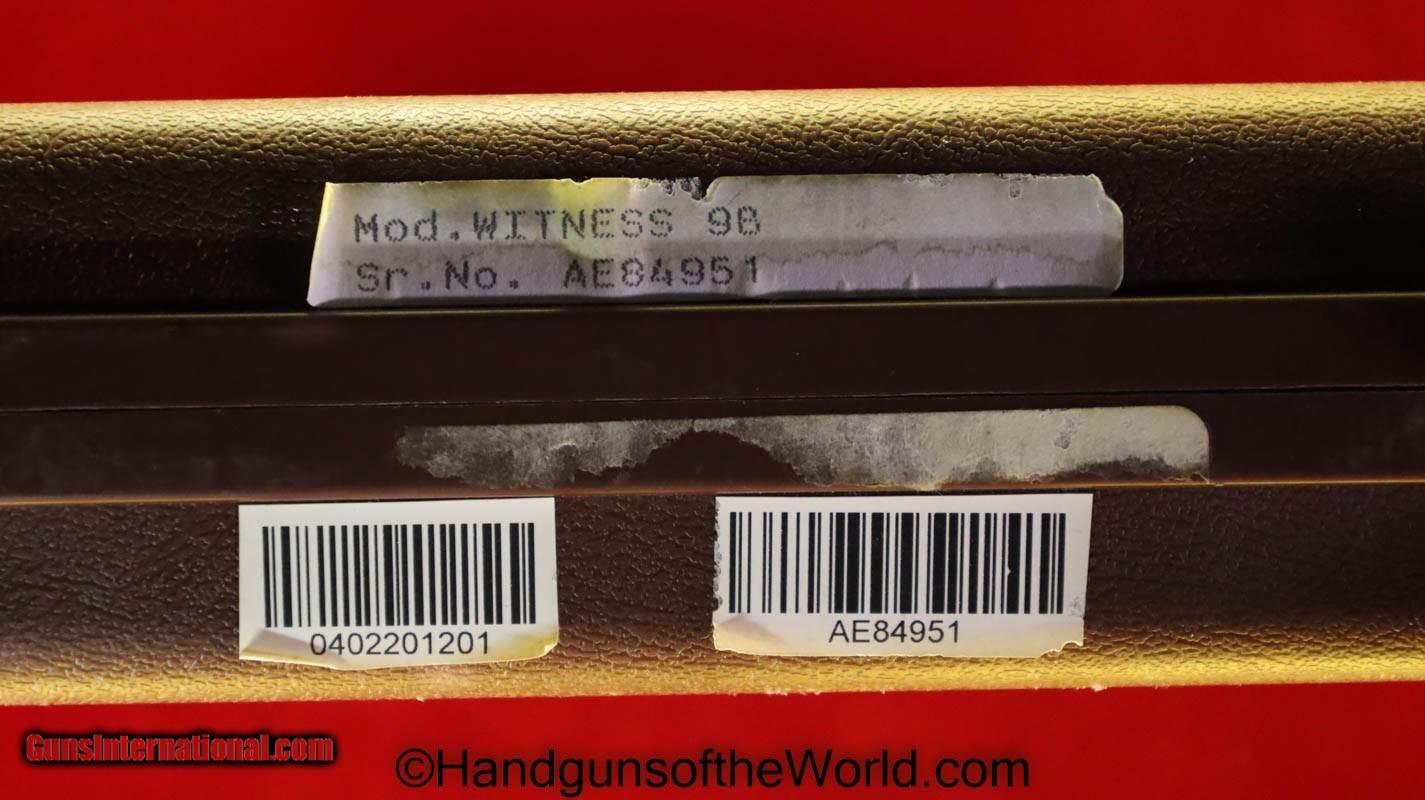 Mod.WITNESS 9B
Sr.No. AE84951
0402201201
AE84951
GunsInternational.com
©HandgunsoftheWorld.com